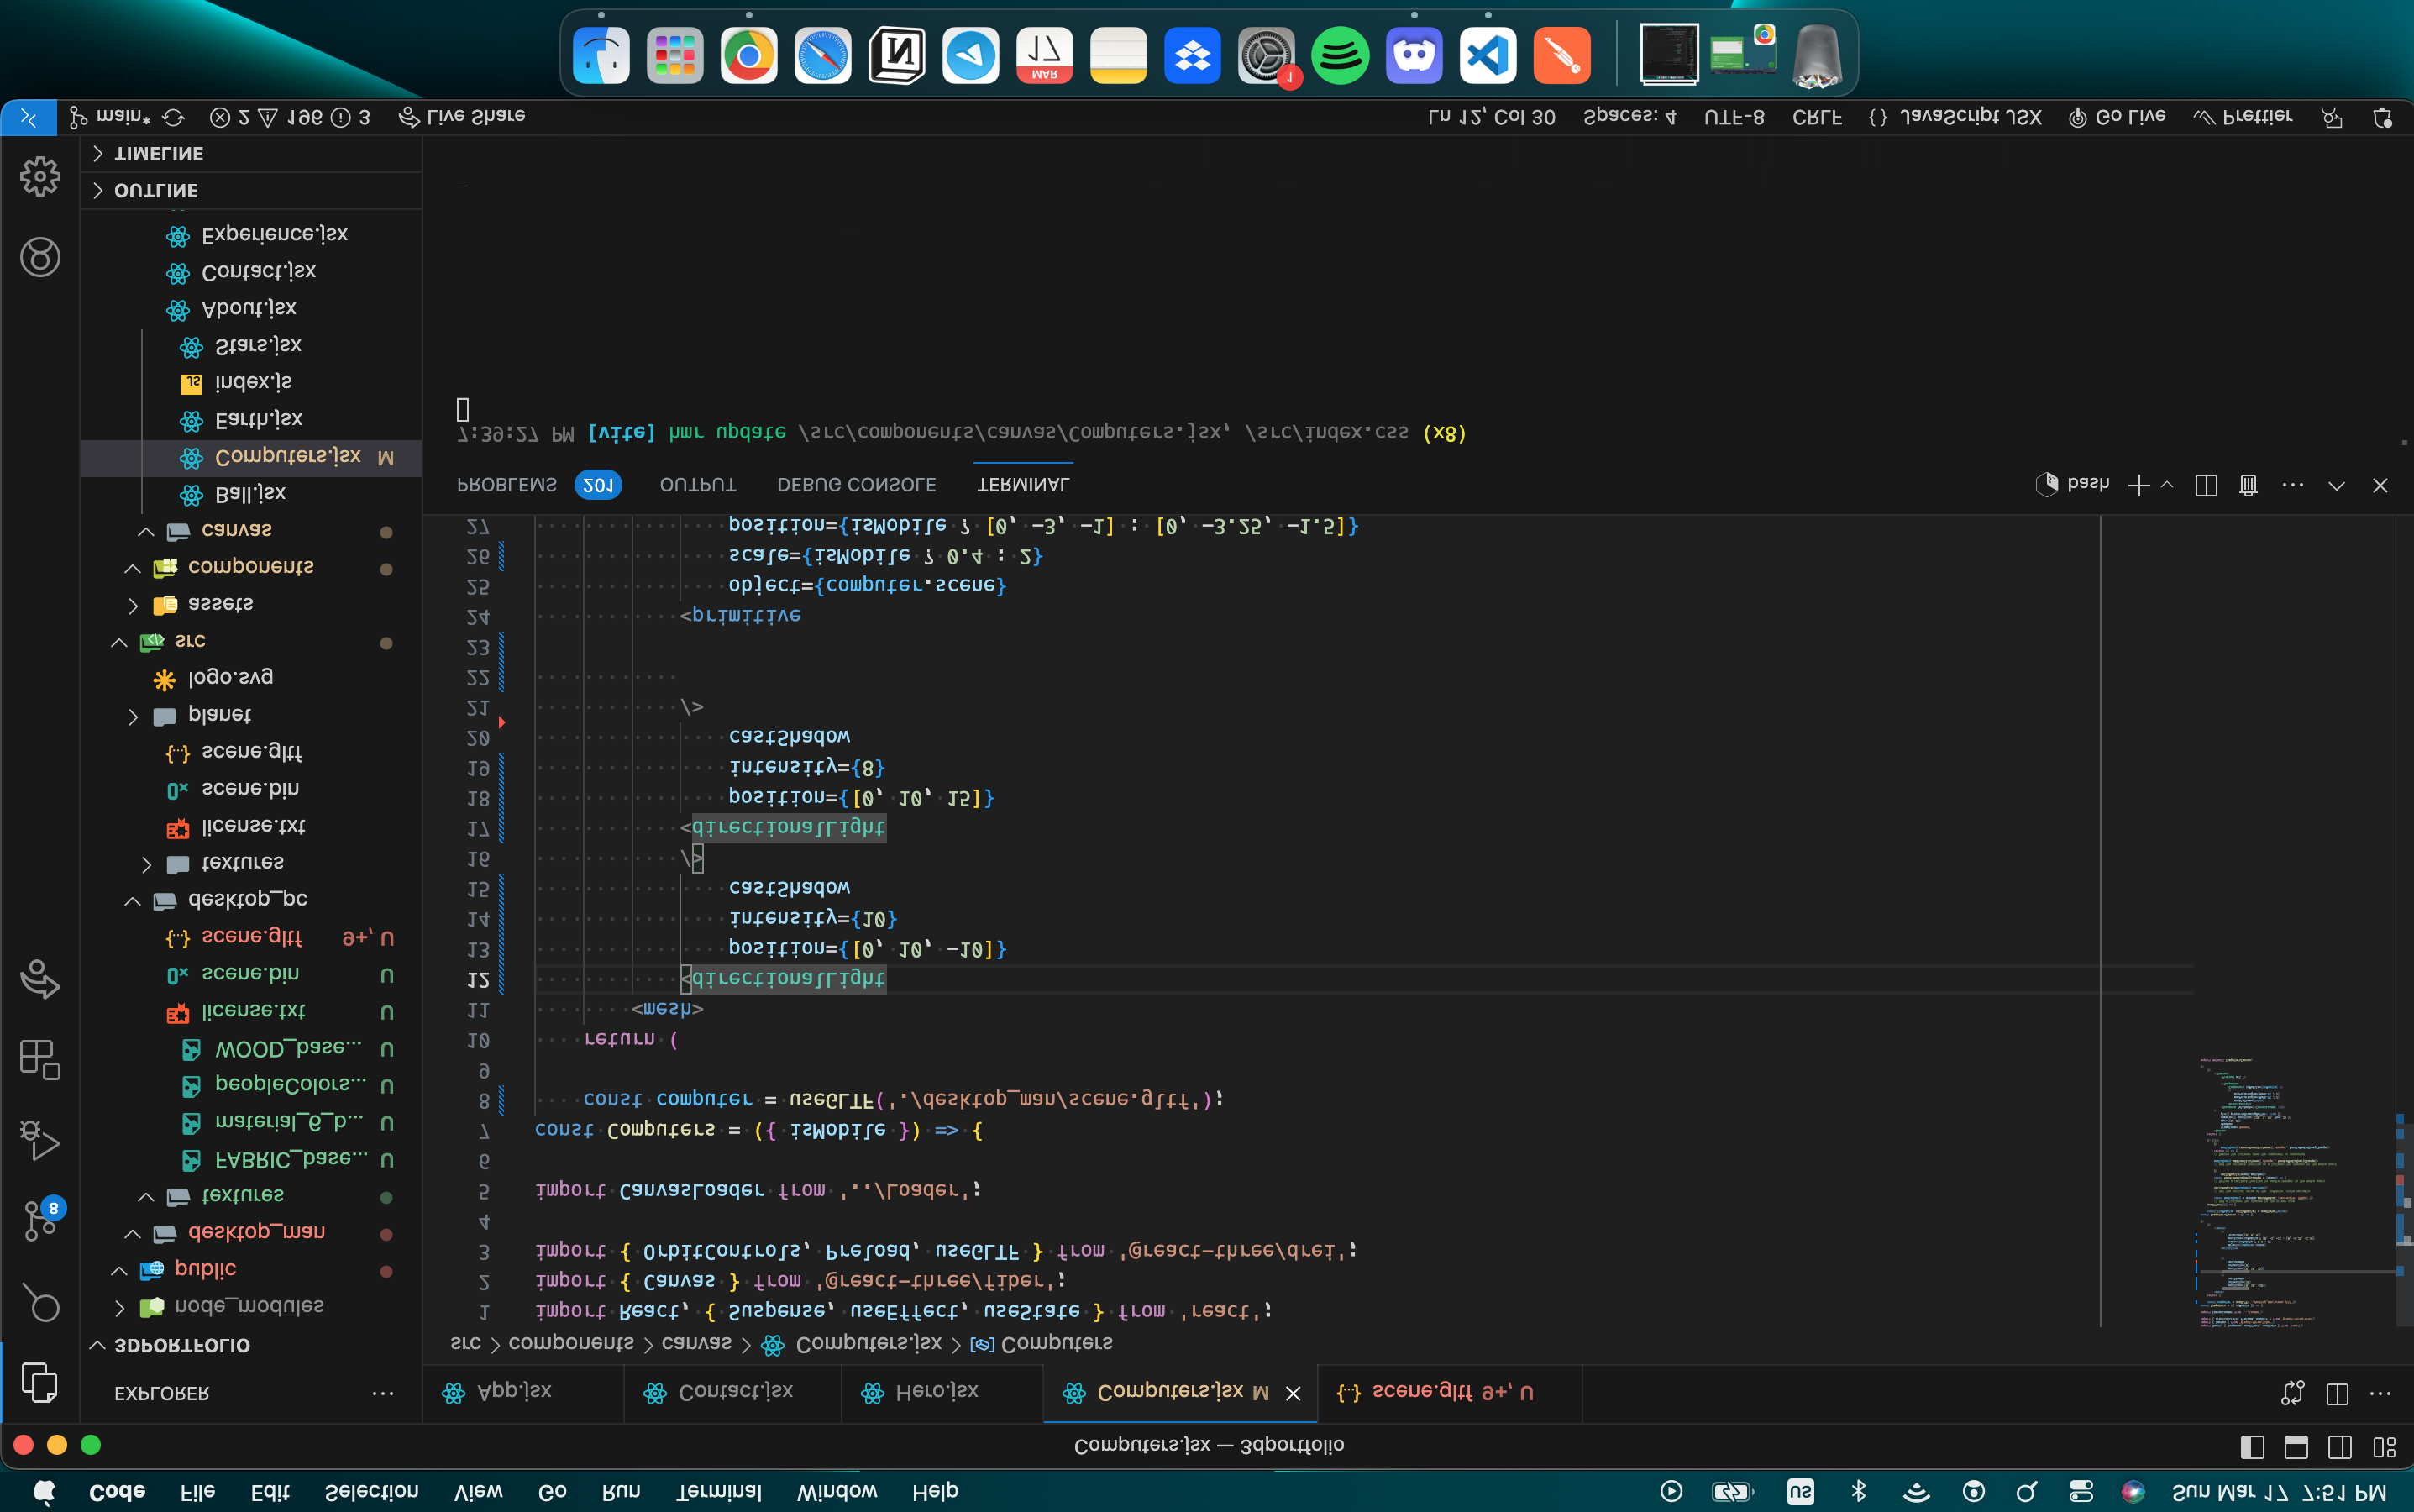 Code File Edit Selection View Go Run Terminal Window Help US Sun Mar 17 7:51 PM
Computers.jsx — 3dportfolio
EXPLORER ...
App.jsx Contact.jsx Hero.jsx Computers.jsx M scene.gltf 9+, U
src > components > canvas > Computers.jsx > Computers
3DPORTFOLIO
node_modules
public
desktop_man
textures
FABRIC_base... U
material_6_b... U
peopleColors... U
WOOD_base... U
license.txt U
scene.bin U
scene.gltf 9+, U
desktop_pc
textures
license.txt
scene.bin
scene.gltf
planet
logo.svg
src
assets
components
canvas
Ball.jsx
Computers.jsx M
Earth.jsx
index.js
Stars.jsx
About.jsx
Contact.jsx
Experience.jsx
OUTLINE
TIMELINE
8
1 import React, { Suspense, useEffect, useState } from 'react';
2 import { Canvas } from '@react-three/fiber';
3 import { OrbitControls, Preload, useGLTF } from '@react-three/drei';
4
5 import CanvasLoader from '../Loader';
6
7 const Computers = ({ isMobile }) => {
8 const computer = useGLTF('./desktop_man/scene.gltf');
9
10 return (
11 <mesh>
12 <directionalLight
13 position={[0, 10, -10]}
14 intensity={10}
15 castShadow
16 />
17 <directionalLight
18 position={[0, 10, 15]}
19 intensity={8}
20 castShadow
21 />
22
23
24 <primitive
25 object={computer.scene}
26 scale={isMobile ? 0.4 : 2}
27 position={isMobile ? [0, -3, -1] : [0, -3.25, -1.5]}
PROBLEMS 201 OUTPUT DEBUG CONSOLE TERMINAL bash
7:39:27 PM [vite] hmr update /src/components/canvas/Computers.jsx, /src/index.css (x8)
main* 2 196 3 Live Share Ln 12, Col 30 Spaces: 4 UTF-8 CRLF {} JavaScript JSX Go Live Prettier
MAR
17
1